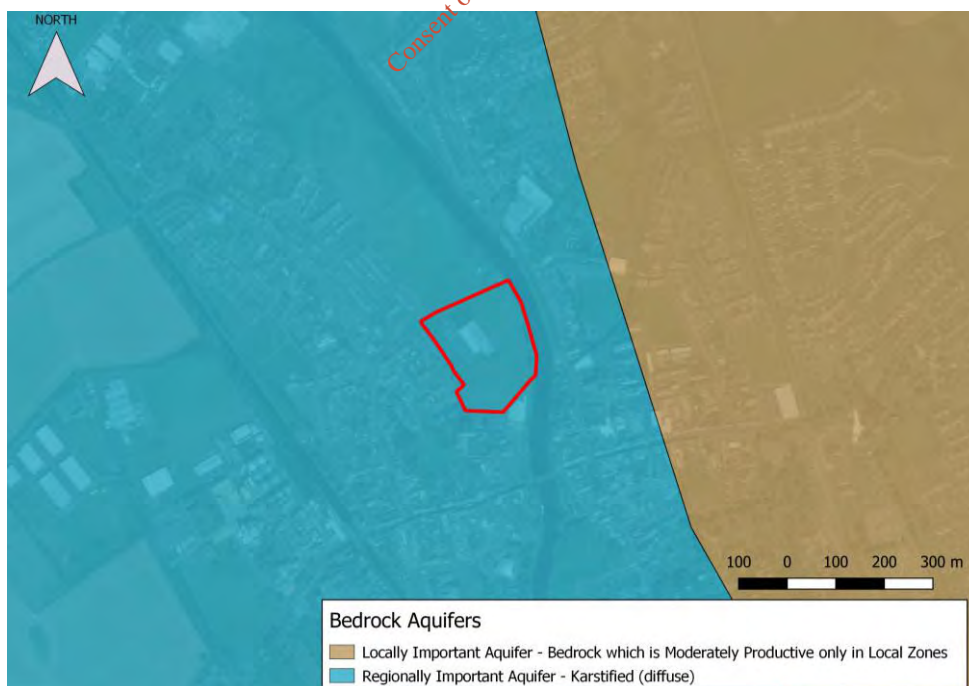 Consent o
NORTH
100 0 100 200 300 m
Bedrock Aquifers
Locally Important Aquifer - Bedrock which is Moderately Productive only in Local Zones
Regionally Important Aquifer - Karstified (diffuse)